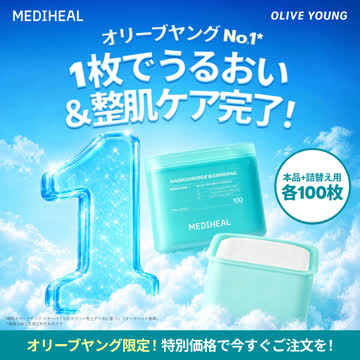 MEDIHEAL
OLIVE YOUNG
オリーブヤングNo.1*
1枚でうるおい
&整肌ケア完了!
本品+詰替え用
各100枚
MADECASSOSIDE BLEMISH PAD
100
MEDIHEAL
オリーブヤング限定!特別価格で今すぐご注文を!